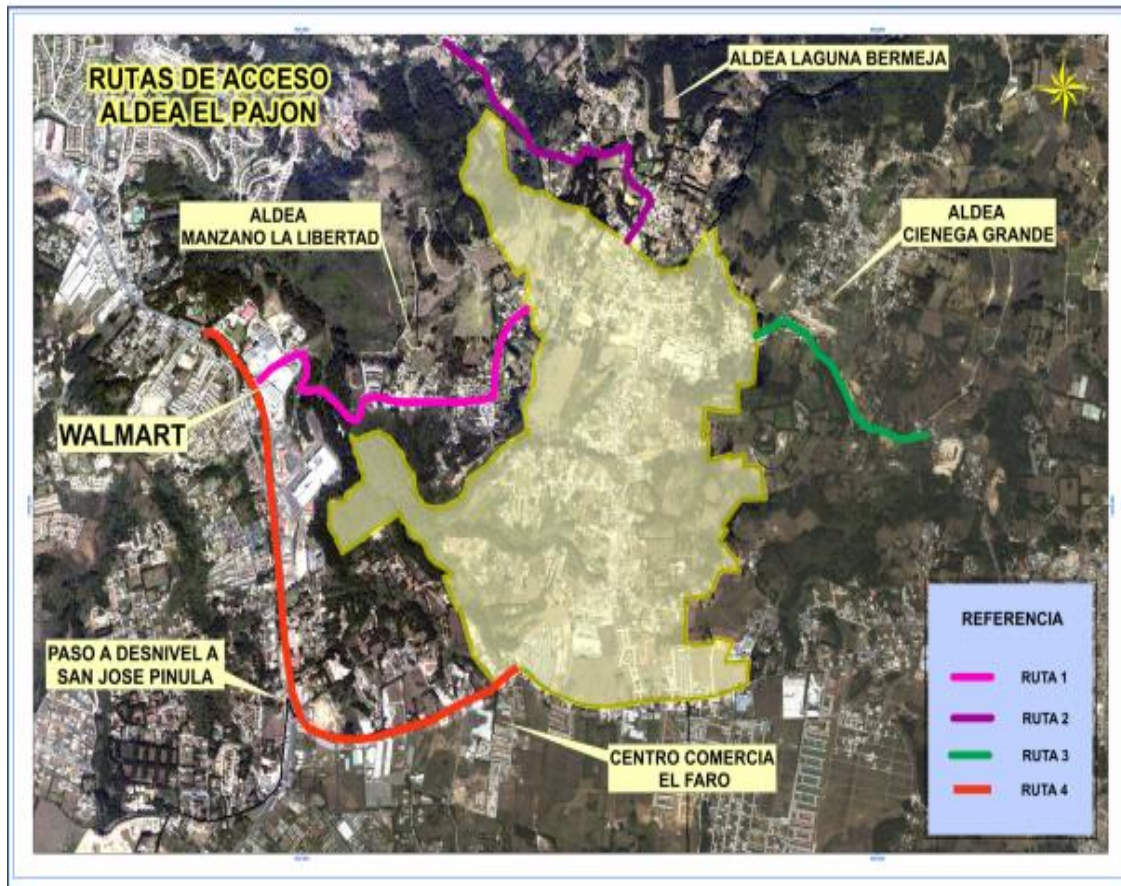 RUTAS DE ACCESO
ALDEA EL PAJON
ALDEA LAGUNA BERMEJA
ALDEA
MANZANO LA LIBERTAD
ALDEA
CIENEGA GRANDE
WALMART
PASO A DESNIVEL A
SAN JOSE PINULA
CENTRO COMERCIA
EL FARO
REFERENCIA
RUTA 1
RUTA 2
RUTA 3
RUTA 4